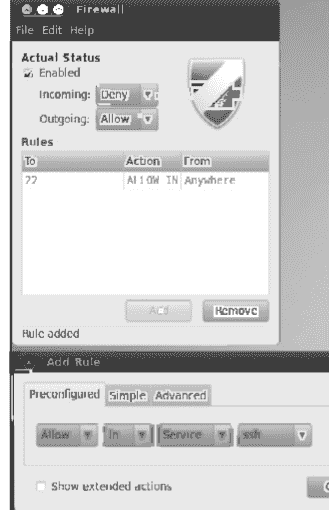 Firewall
File Edit Help
Actual Status
Enabled
Incoming: Deny
Outgoing: Allow
Rules
To Action From
22 ALLOW IN Anywhere
Add Remove
Rule added
Add Rule
Preconfigured Simple Advanced
Allow In Service ssh
Show extended actions